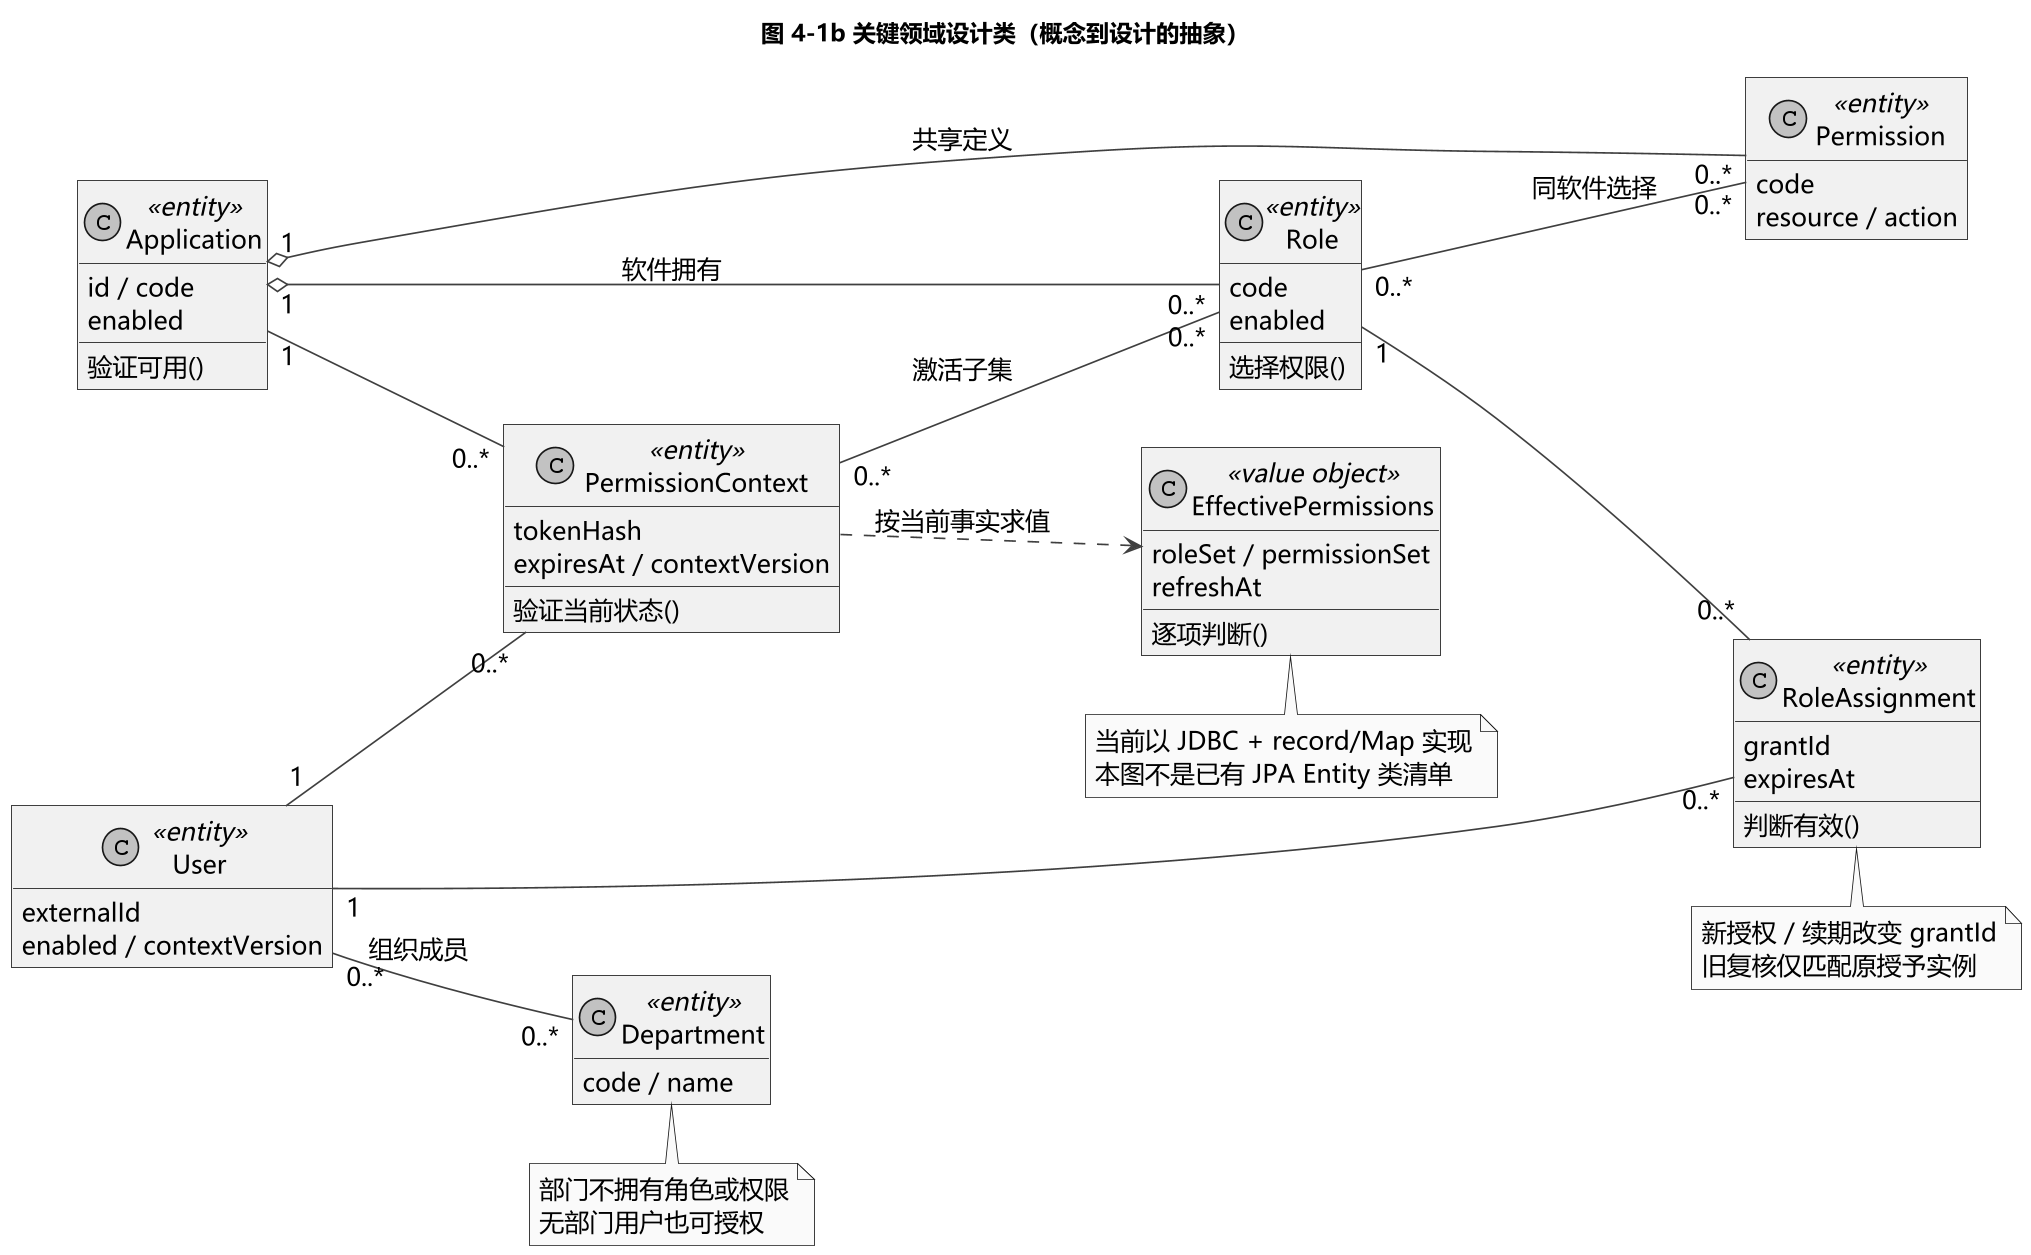 图 4-1b 关键领域设计类（概念到设计的抽象）
«entity»
C
Permission
code
resource / action
共享定义
1
0..*
同软件选择
0..*
0..*
«entity»
C
Application
id / code
enabled
验证可用()
软件拥有
1
0..*
«entity»
C
Role
code
enabled
选择权限()
1
0..*
激活子集
0..*
0..*
«entity»
C
PermissionContext
tokenHash
expiresAt / contextVersion
验证当前状态()
按当前事实求值
«value object»
C
EffectivePermissions
roleSet / permissionSet
refreshAt
逐项判断()
当前以 JDBC + record/Map 实现
本图不是已有 JPA Entity 类清单
1
0..*
«entity»
C
RoleAssignment
grantId
expiresAt
判断有效()
新授权 / 续期改变 grantId
旧复核仅匹配原授予实例
0..*
1
«entity»
C
User
externalId
enabled / contextVersion
1
0..*
组织成员
0..*
0..*
«entity»
C
Department
code / name
部门不拥有角色或权限
无部门用户也可授权